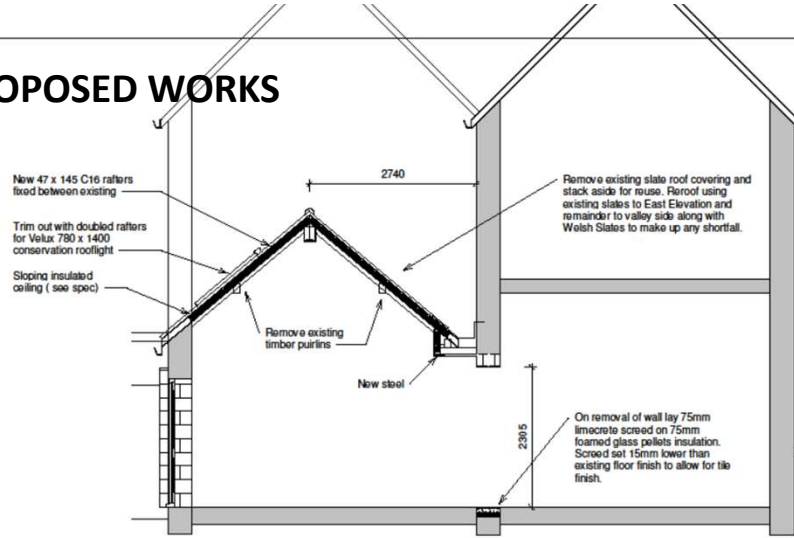 OPOSED WORKS
New 47 x 145 C16 rafters
fixed between existing
Trim out with doubled rafters
for Velux 780 x 1400
conservation rooflight
Sloping insulated
ceiling ( see spec)
2740
Remove existing slate roof covering and
stack aside for reuse. Reroof using
existing slates to East Elevation and
remainder to valley side along with
Welsh Slates to make up any shortfall.
Remove existing
timber puirlins
New steel
2305
On removal of wall lay 75mm
limecrete screed on 75mm
foamed glass pellets insulation.
Screed set 15mm lower than
existing floor finish to allow for tile
finish.